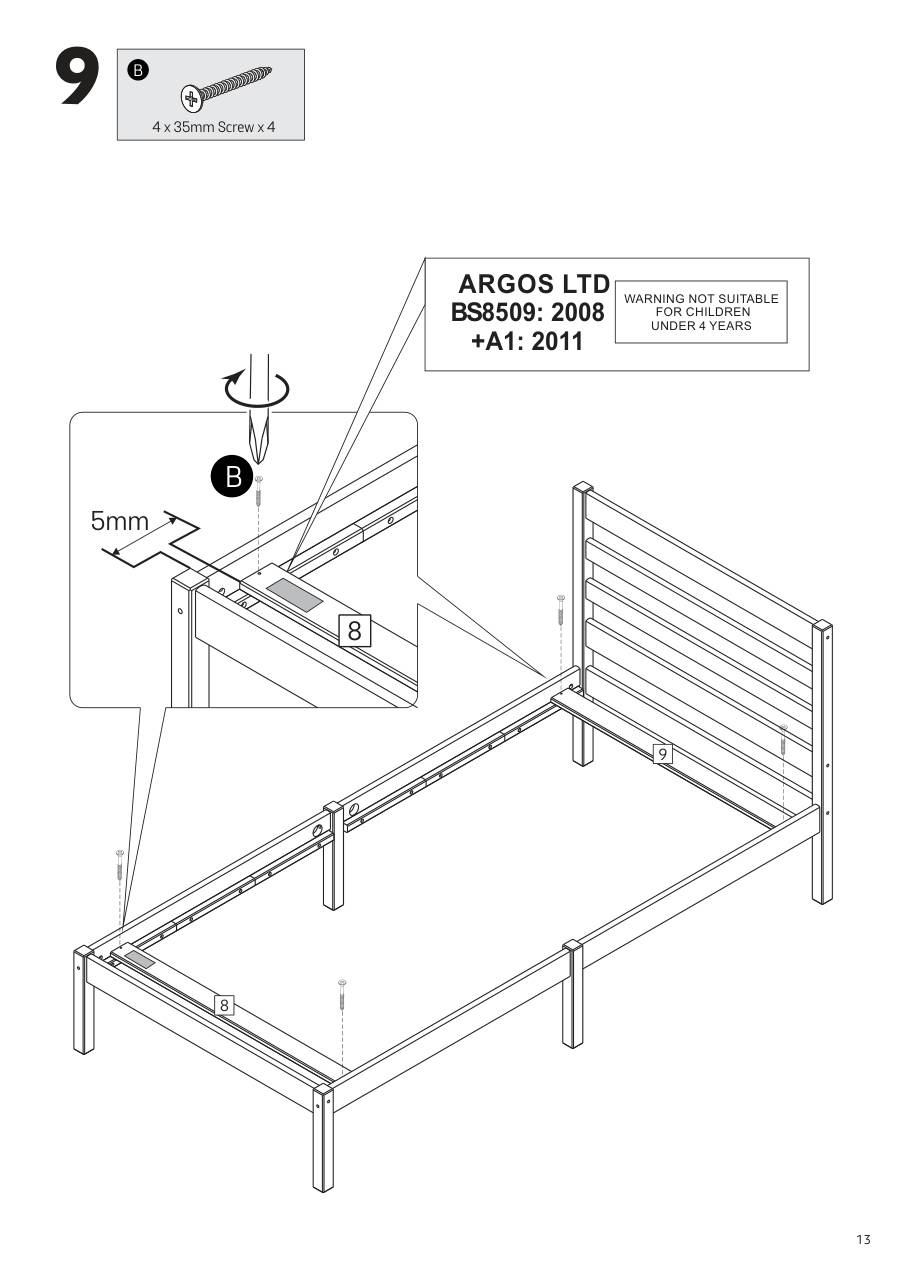 9
B
4 x 35mm Screw x 4
ARGOS LTD
BS8509: 2008
+A1: 2011
WARNING NOT SUITABLE
FOR CHILDREN
UNDER 4 YEARS
B
5mm
8
9
8
13